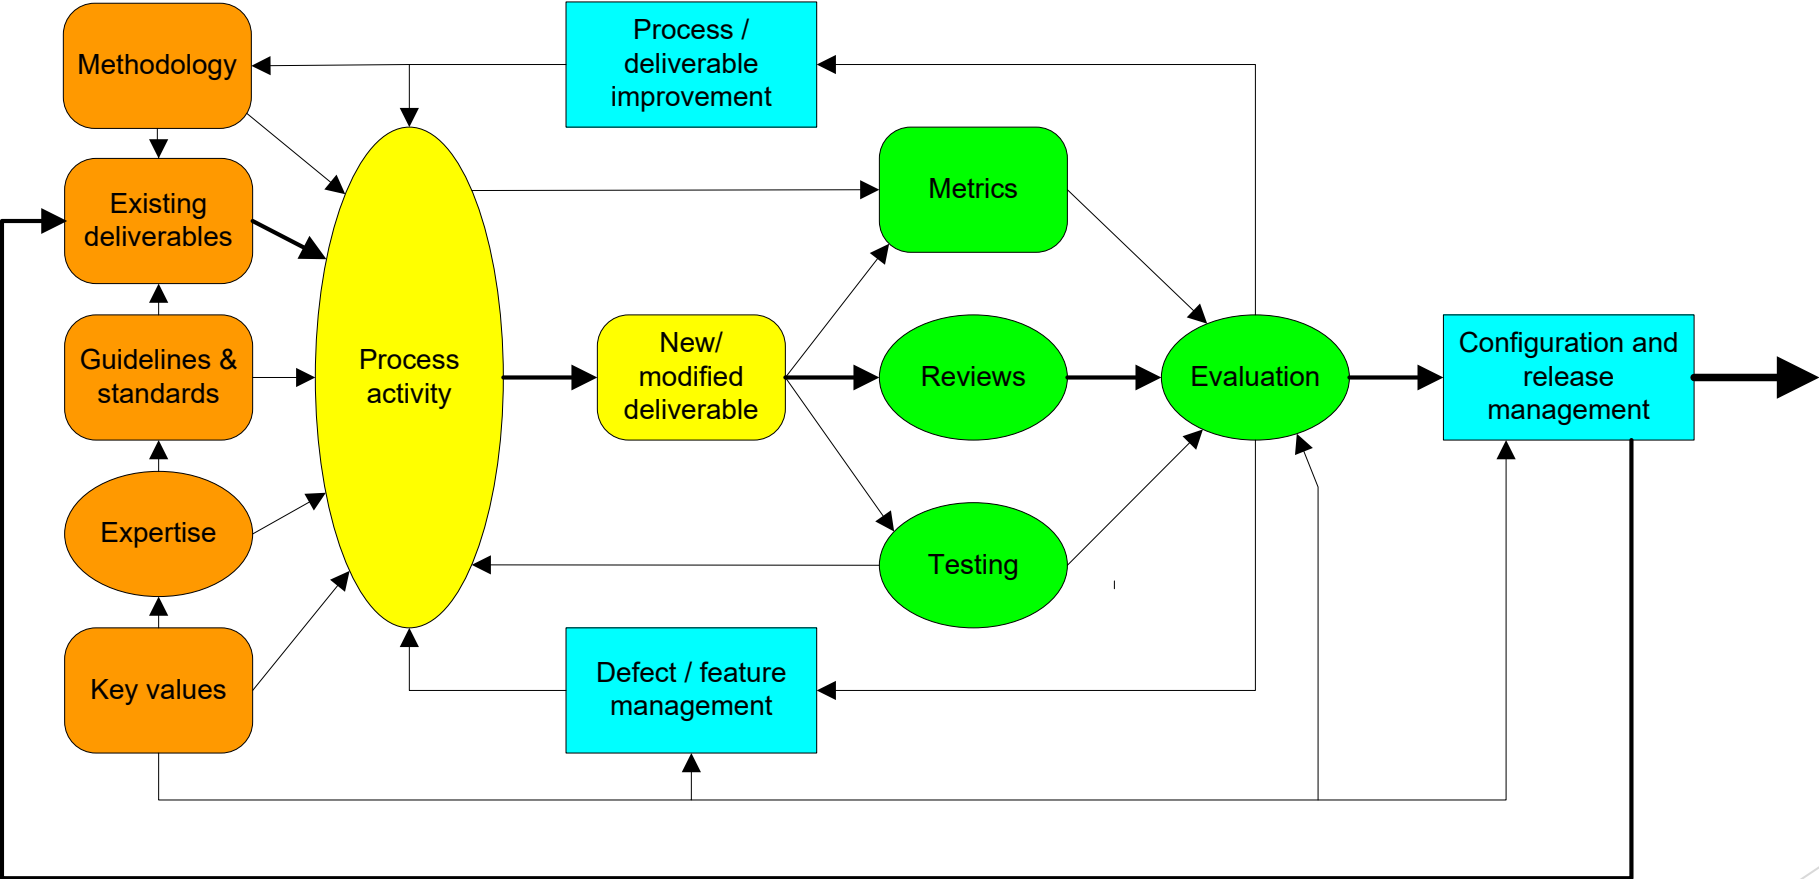 Methodology
Process /
deliverable
improvement
Existing
deliverables
Metrics
Guidelines &
standards
Process
activity
New/
modified
deliverable
Reviews
Evaluation
Configuration and
release
management
Expertise
Testing
Key values
Defect / feature
management